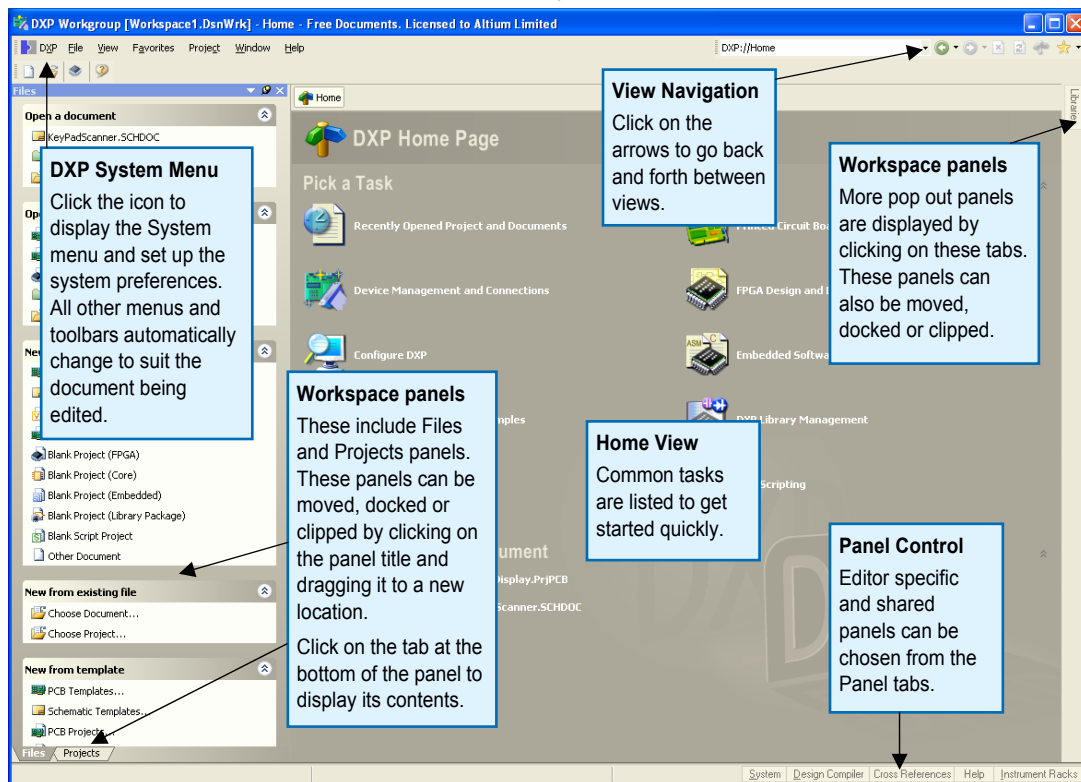 DXP Workgroup [Workspace1.DsnWrk] - Home - Free Documents. Licensed to Altium Limited
DXP File View Favorites Project Window Help
DXP://Home
Files
Open a document
KeyPadScanner.SCHDOC
DXP System Menu
Click the icon to
display the System
menu and set up the
system preferences.
All other menus and
toolbars automatically
change to suit the
document being
edited.
Blank Project (FPGA)
Blank Project (Core)
Blank Project (Embedded)
Blank Project (Library Package)
Blank Script Project
Other Document
New from existing file
Choose Document...
Choose Project...
New from template
PCB Templates...
Schematic Templates...
PCB Projects...
Files
Projects
Home
DXP Home Page
Pick a Task
Recently Opened Project and Documents
Device Management and Connections
Configure DXP
Printed Circuit Boa
FPGA Design and
Embedded Softwa
DXP Library Management
Scripting
Display.PrjPCB
Scanner.SCHDOC
View Navigation
Click on the
arrows to go back
and forth between
views.
Workspace panels
More pop out panels
are displayed by
clicking on these tabs.
These panels can
also be moved,
docked or clipped.
Workspace panels
These include Files
and Projects panels.
These panels can be
moved, docked or
clipped by clicking on
the panel title and
dragging it to a new
location.
Click on the tab at the
bottom of the panel to
display its contents.
Home View
Common tasks
are listed to get
started quickly.
Panel Control
Editor specific
and shared
panels can be
chosen from the
Panel tabs.
Librarie
System Design Compiler Cross References Help Instrument Racks